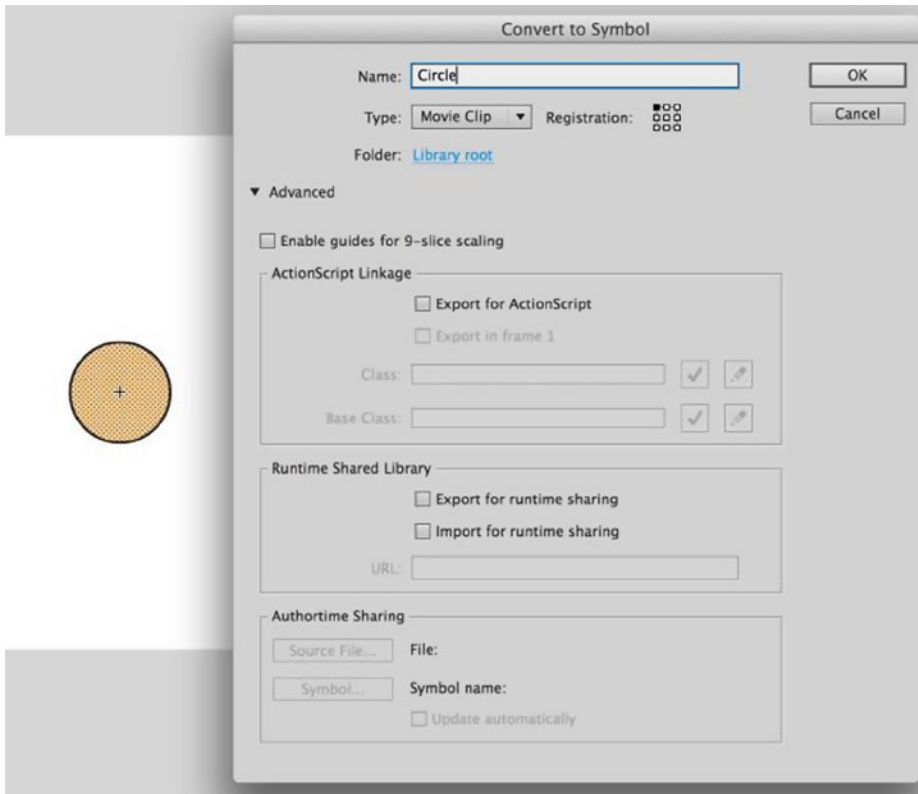 Convert to Symbol
Name: Circle
OK
Type: Movie Clip Registration:
Cancel
Folder: Library root
Advanced
Enable guides for 9-slice scaling
ActionScript Linkage
Export for ActionScript
Export in frame 1
Class:
Base Class:
Runtime Shared Library
Export for runtime sharing
Import for runtime sharing
URL:
Authortime Sharing
Source File... File:
Symbol... Symbol name:
Update automatically